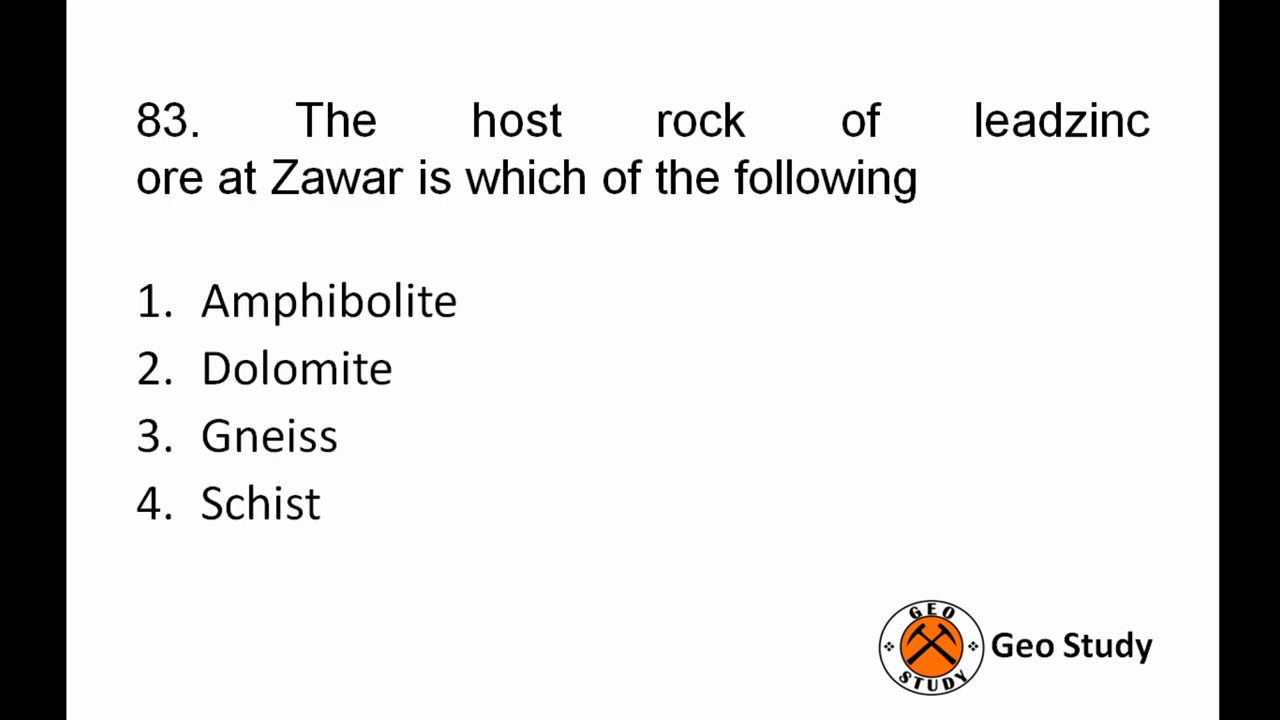 83. The host rock of leadzinc
ore at Zawar is which of the following
1. Amphibolite
2. Dolomite
3. Gneiss
4. Schist
GEO
STUDY
Geo Study